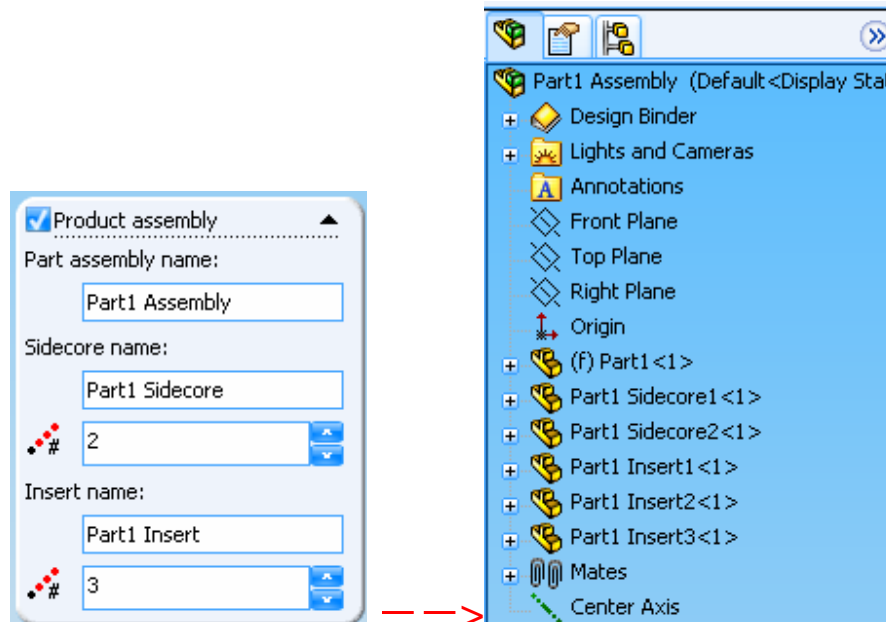 Product assembly
Part assembly name:
Part1 Assembly
Sidecore name:
Part1 Sidecore
#
2
Insert name:
Part1 Insert
#
3
Part1 Assembly (Default<Display Stat
Design Binder
Lights and Cameras
A Annotations
Front Plane
Top Plane
Right Plane
Origin
(f) Part1<1>
Part1 Sidecore1<1>
Part1 Sidecore2<1>
Part1 Insert1<1>
Part1 Insert2<1>
Part1 Insert3<1>
Mates
Center Axis